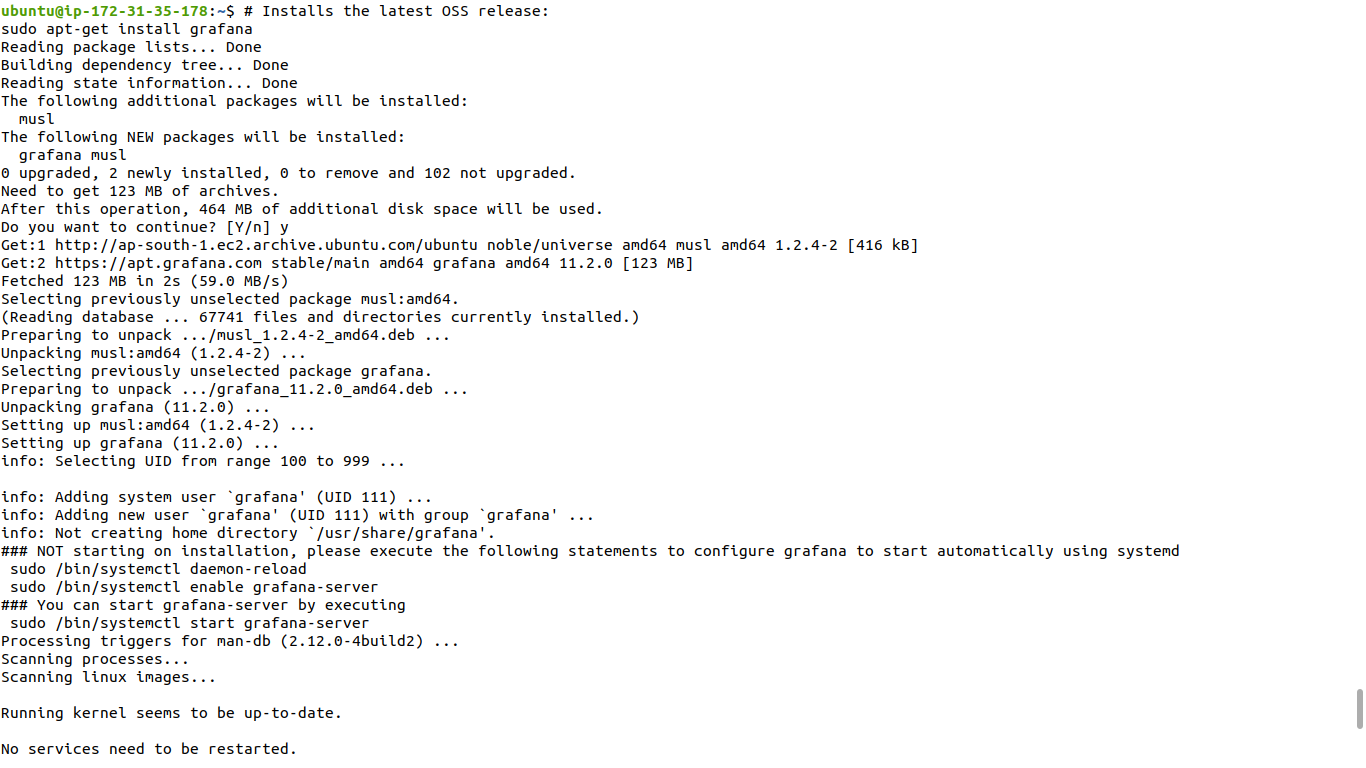 ubuntu@ip-172-31-35-178:~$ # Installs the latest OSS release:
sudo apt-get install grafana
Reading package lists... Done
Building dependency tree... Done
Reading state information... Done
The following additional packages will be installed:
  musl
The following NEW packages will be installed:
  grafana musl
0 upgraded, 2 newly installed, 0 to remove and 102 not upgraded.
Need to get 123 MB of archives.
After this operation, 464 MB of additional disk space will be used.
Do you want to continue? [Y/n] y
Get:1 http://ap-south-1.ec2.archive.ubuntu.com/ubuntu noble/universe amd64 musl amd64 1.2.4-2 [416 kB]
Get:2 https://apt.grafana.com stable/main amd64 grafana amd64 11.2.0 [123 MB]
Fetched 123 MB in 2s (59.0 MB/s)
Selecting previously unselected package musl:amd64.
(Reading database ... 67741 files and directories currently installed.)
Preparing to unpack .../musl_1.2.4-2_amd64.deb ...
Unpacking musl:amd64 (1.2.4-2) ...
Selecting previously unselected package grafana.
Preparing to unpack .../grafana_11.2.0_amd64.deb ...
Unpacking grafana (11.2.0) ...
Setting up musl:amd64 (1.2.4-2) ...
Setting up grafana (11.2.0) ...
info: Selecting UID from range 100 to 999 ...

info: Adding system user `grafana' (UID 111) ...
info: Adding new user `grafana' (UID 111) with group `grafana' ...
info: Not creating home directory `/usr/share/grafana'.
### NOT starting on installation, please execute the following statements to configure grafana to start automatically using systemd
 sudo /bin/systemctl daemon-reload
 sudo /bin/systemctl enable grafana-server
### You can start grafana-server by executing
 sudo /bin/systemctl start grafana-server
Processing triggers for man-db (2.12.0-4build2) ...
Scanning processes...
Scanning linux images...

Running kernel seems to be up-to-date.

No services need to be restarted.